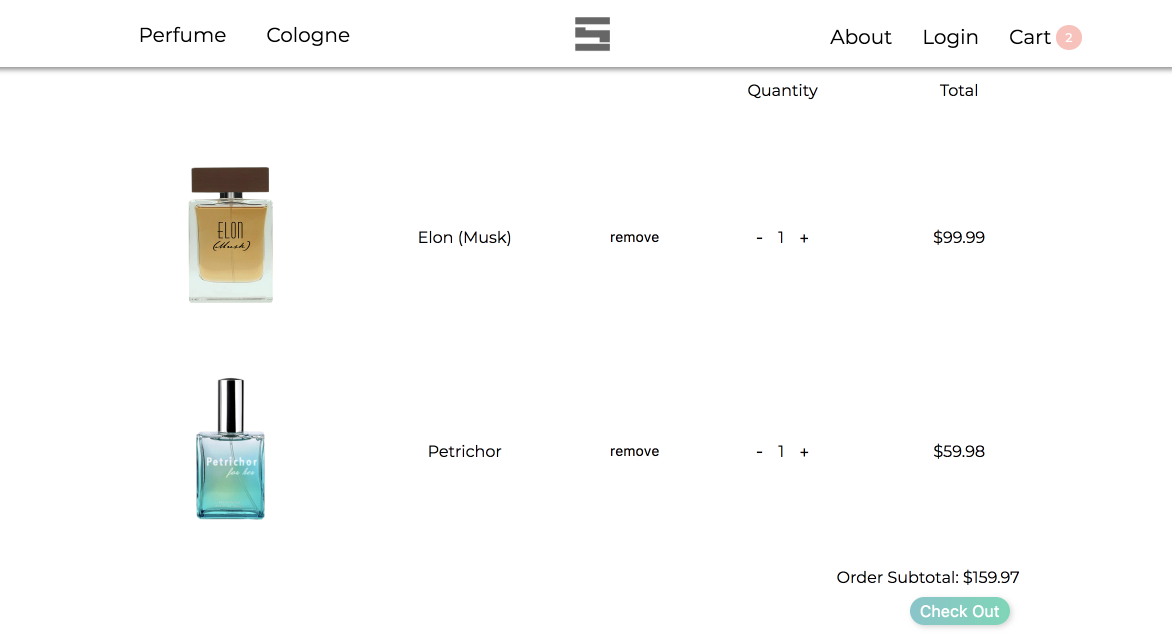 Perfume Cologne About Login Cart 2
Quantity Total
ELON
(Musk)
Elon (Musk) remove - 1 + $99.99
Petrichor
for her
Petrichor remove - 1 + $59.98
Order Subtotal: $159.97
Check Out